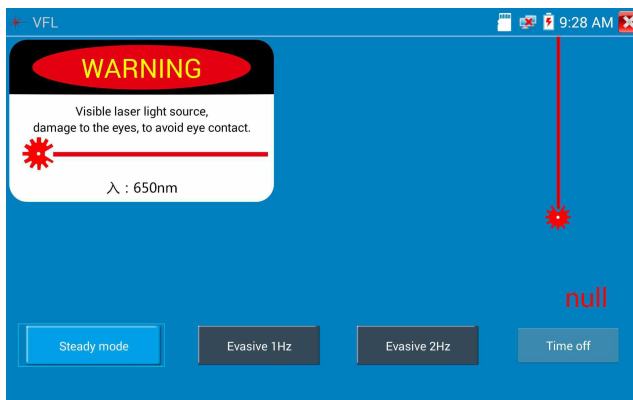 VFL
9:28 AM
WARNING
Visible laser light source,
damage to the eyes, to avoid eye contact.
入 : 650nm
null
Steady mode
Evasive 1Hz
Evasive 2Hz
Time off